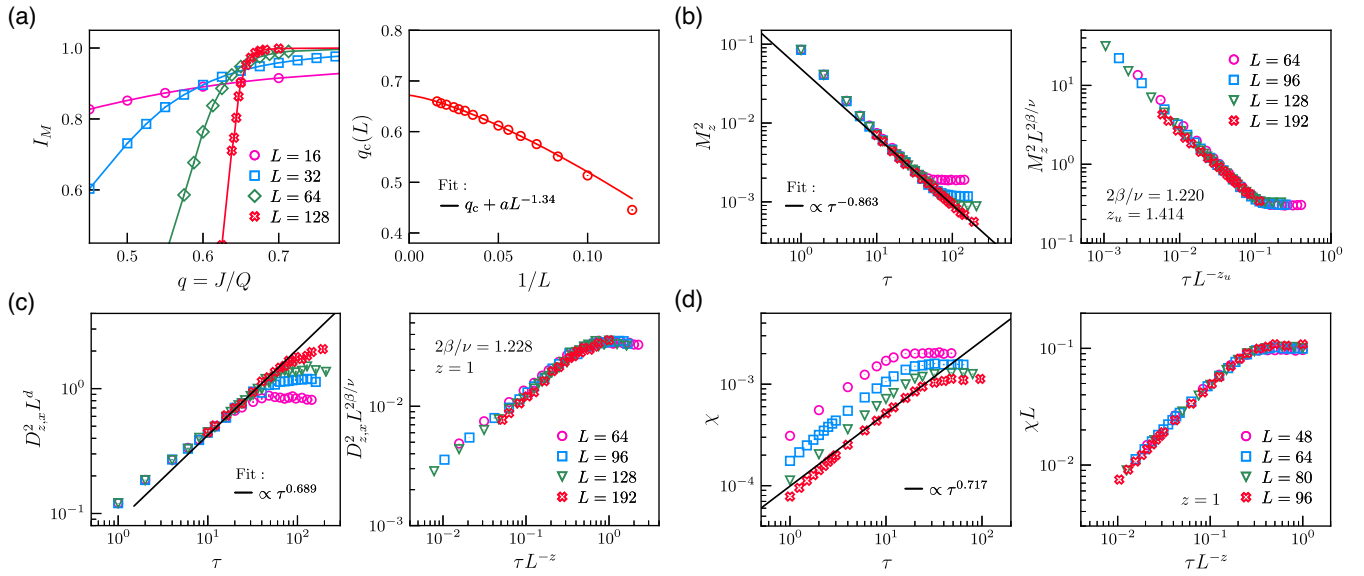 (a)
1.0
0.8
0.6
I_M
0.5 0.6 0.7
q = J/Q
L = 16
L = 32
L = 64
L = 128
0.8
0.7
0.6
0.5
0.4
q_c(L)
0.00 0.05 0.10
1/L
Fit :
q_c + aL^{-1.34}
(b)
10^{-1}
10^{-2}
10^{-3}
M_z^2
10^0 10^1 10^2
τ
Fit :
∝ τ^{-0.863}
10^1
10^0
10^{-1}
M_z^2 L^{2β/ν}
10^{-3} 10^{-2} 10^{-1} 10^0
τL^{-z_u}
L = 64
L = 96
L = 128
L = 192
2β/ν = 1.220
z_u = 1.414
(c)
10^0
10^{-1}
D_{z,x}^2 L^d
10^0 10^1 10^2
τ
Fit :
∝ τ^{0.689}
10^{-2}
10^{-3}
D_{z,x}^2 L^{2β/ν}
10^{-2} 10^{-1} 10^0
τL^{-z}
2β/ν = 1.228
z = 1
L = 64
L = 96
L = 128
L = 192
(d)
10^{-3}
10^{-4}
χ
10^0 10^1 10^2
τ
∝ τ^{0.717}
10^{-1}
10^{-2}
χL
10^{-2} 10^{-1} 10^0
τL^{-z}
L = 48
L = 64
L = 80
z = 1
L = 96